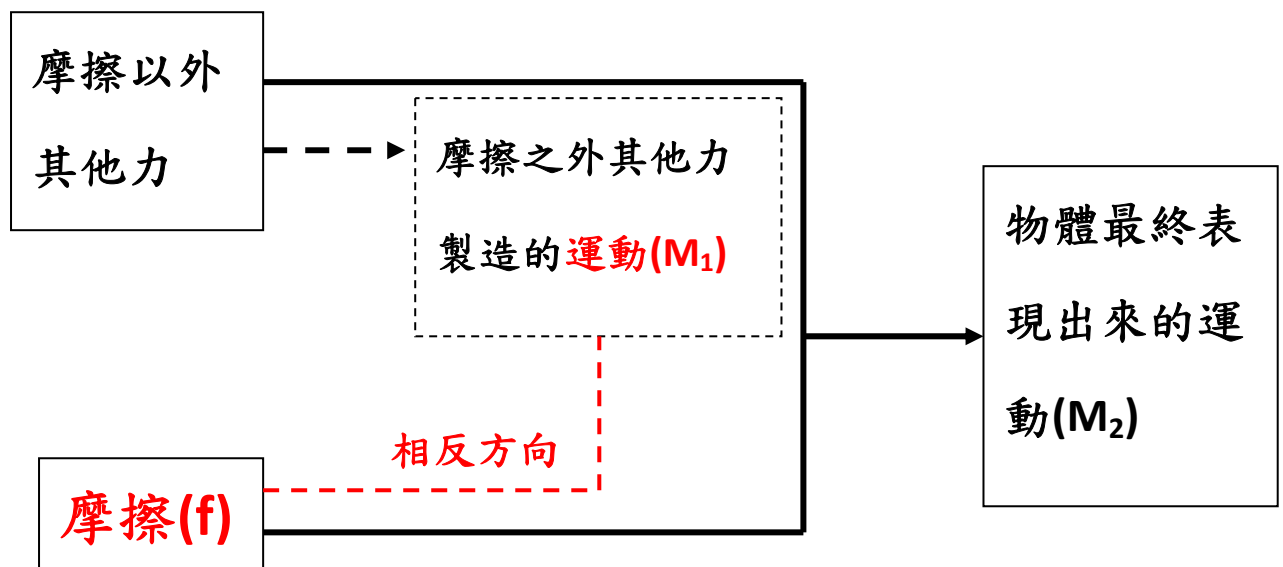 摩擦以外
其他力
摩擦之外其他力
製造的運動(M₁)
物體最終表
現出來的運
動(M₂)
相反方向
摩擦(f)